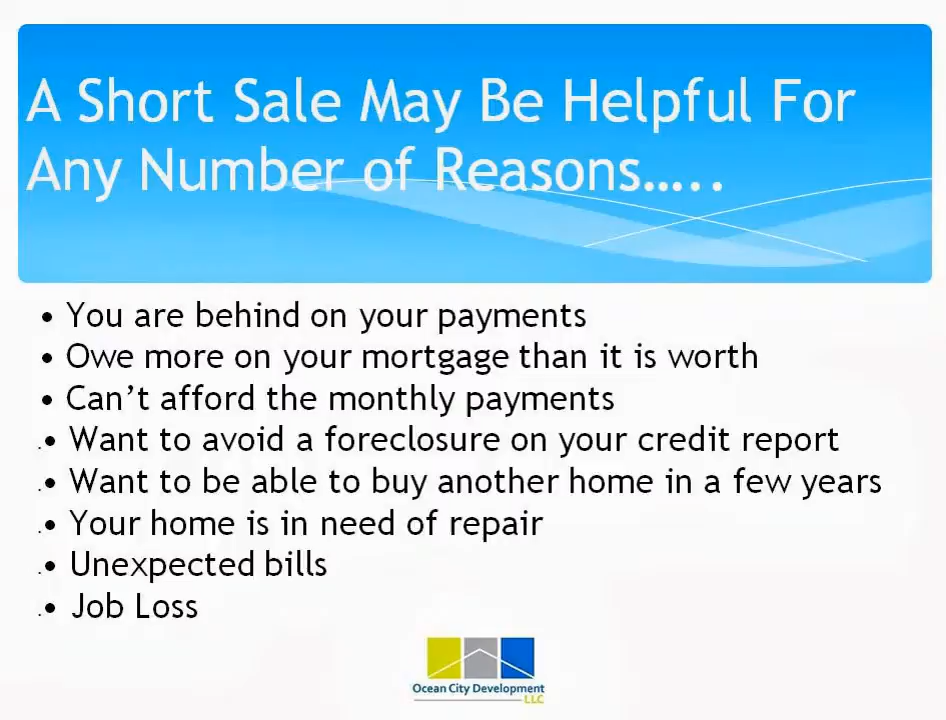 A Short Sale May Be Helpful For
Any Number of Reasons…..
• You are behind on your payments
• Owe more on your mortgage than it is worth
• Can’t afford the monthly payments
.• Want to avoid a foreclosure on your credit report
.• Want to be able to buy another home in a few years
.• Your home is in need of repair
.• Unexpected bills
.• Job Loss
Ocean City Development
LLC